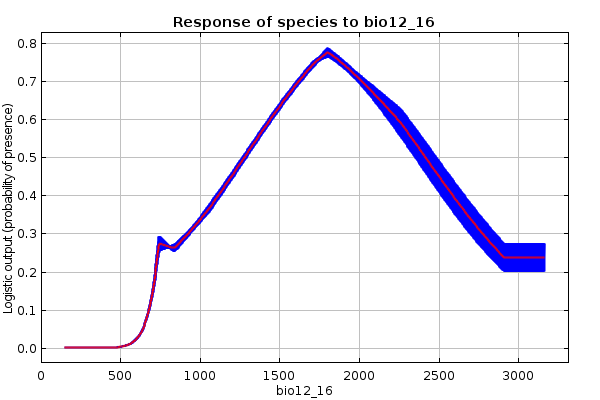 Response of species to bio12_16
Logistic output (probability of presence)
0.8
0.7
0.6
0.5
0.4
0.3
0.2
0.1
0.0
0 500 1000 1500 2000 2500 3000
bio12_16